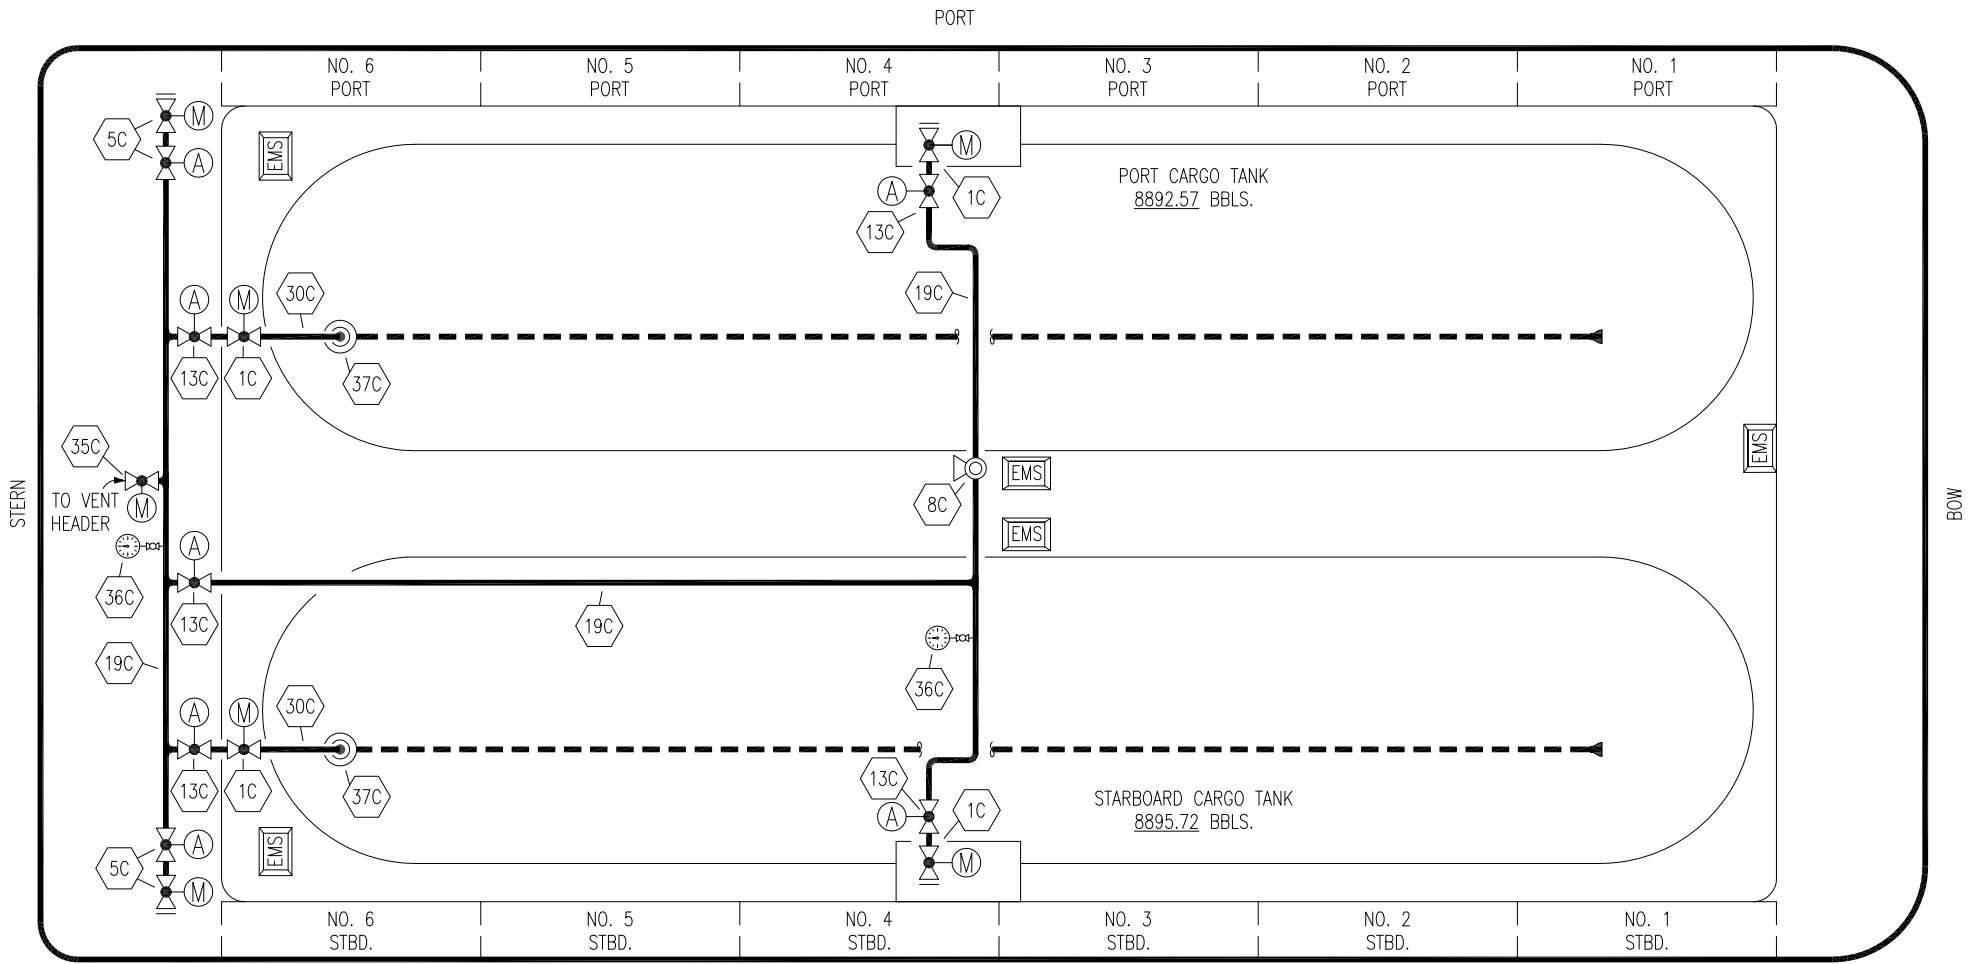 PORT
NO. 6
PORT
NO. 5
PORT
NO. 4
PORT
NO. 3
PORT
NO. 2
PORT
NO. 1
PORT
M
5C
A
EMS
M
A
1C
13C
PORT CARGO TANK
8892.57 BBLS.
A
M
30C
19C
13C
1C
37C
35C
TO VENT
HEADER
M
8C
EMS
EMS
EMS
STERN
BOW
A
36C
13C
19C
19C
36C
A
M
30C
13C
1C
37C
13C
A
1C
M
STARBOARD CARGO TANK
8895.72 BBLS.
A
5C
M
EMS
NO. 6
STBD.
NO. 5
STBD.
NO. 4
STBD.
NO. 3
STBD.
NO. 2
STBD.
NO. 1
STBD.